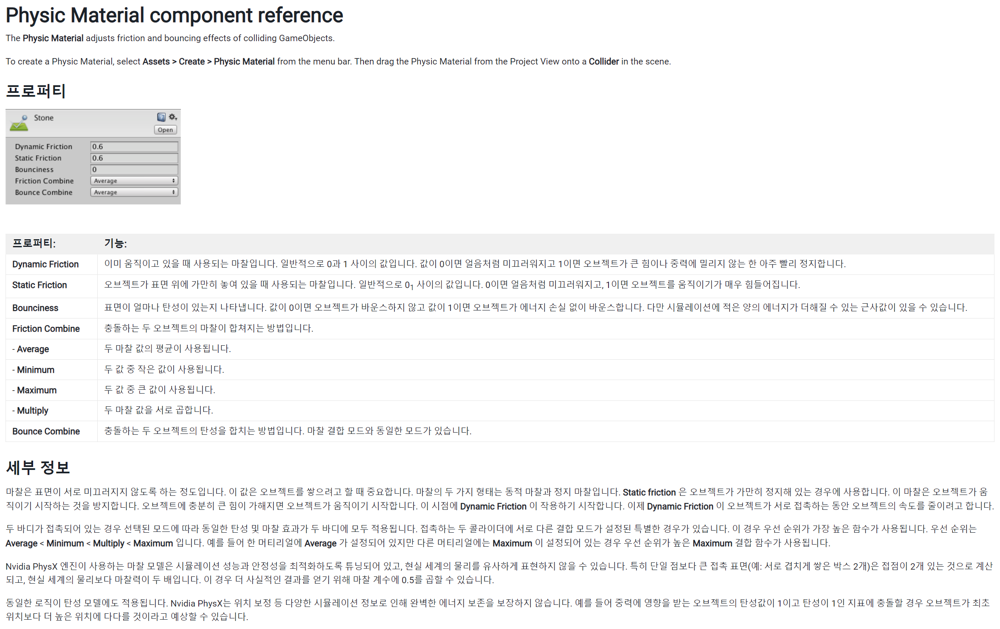 Physic Material component reference
The Physic Material adjusts friction and bouncing effects of colliding GameObjects.
To create a Physic Material, select Assets > Create > Physic Material from the menu bar. Then drag the Physic Material from the Project View onto a Collider in the scene.
프로퍼티
Stone
Open
Dynamic Friction 0.6
Static Friction 0.6
Bounciness 0
Friction Combine Average
Bounce Combine Average
프로퍼티: 기능:
Dynamic Friction 이미 움직이고 있을 때 사용되는 마찰입니다. 일반적으로 0과 1 사이의 값입니다. 값이 0이면 얼음처럼 미끄러워지고 1이면 오브젝트가 큰 힘이나 중력에 밀리지 않는 한 아주 빨리 정지합니다.
Static Friction 오브젝트가 표면 위에 가만히 놓여 있을 때 사용되는 마찰입니다. 일반적으로 01 사이의 값입니다. 0이면 얼음처럼 미끄러워지고, 1이면 오브젝트를 움직이기가 매우 힘들어집니다.
Bounciness 표면이 얼마나 탄성이 있는지 나타냅니다. 값이 0이면 오브젝트가 바운스하지 않고 값이 1이면 오브젝트가 에너지 손실 없이 바운스합니다. 다만 시뮬레이션에 적은 양의 에너지가 더해질 수 있는 근사값이 있을 수 있습니다.
Friction Combine 충돌하는 두 오브젝트의 마찰이 합쳐지는 방법입니다.
- Average 두 마찰 값의 평균이 사용됩니다.
- Minimum 두 값 중 작은 값이 사용됩니다.
- Maximum 두 값 중 큰 값이 사용됩니다.
- Multiply 두 마찰 값을 서로 곱합니다.
Bounce Combine 충돌하는 두 오브젝트의 탄성을 합치는 방법입니다. 마찰 결합 모드와 동일한 모드가 있습니다.
세부 정보
마찰은 표면이 서로 미끄러지지 않도록 하는 정도입니다. 이 값은 오브젝트를 쌓으려고 할 때 중요합니다. 마찰의 두 가지 형태는 동적 마찰과 정지 마찰입니다. Static friction 은 오브젝트가 가만히 정지해 있는 경우에 사용합니다. 이 마찰은 오브젝트가 움
직이기 시작하는 것을 방지합니다. 오브젝트에 충분히 큰 힘이 가해지면 오브젝트가 움직이기 시작합니다. 이 시점에 Dynamic Friction 이 작용하기 시작합니다. 이제 Dynamic Friction 이 오브젝트가 서로 접촉하는 동안 오브젝트의 속도를 줄이려고 합니다.
두 바디가 접촉되어 있는 경우 선택된 모드에 따라 동일한 탄성 및 마찰 효과가 두 바디에 모두 적용됩니다. 접촉하는 두 콜라이더에 서로 다른 결합 모드가 설정된 특별한 경우가 있습니다. 이 경우 우선 순위가 가장 높은 함수가 사용됩니다. 우선 순위는
Average < Minimum < Multiply < Maximum 입니다. 예를 들어 한 머티리얼에 Average 가 설정되어 있지만 다른 머티리얼에는 Maximum 이 설정되어 있는 경우 우선 순위가 높은 Maximum 결합 함수가 사용됩니다.
Nvidia PhysX 엔진이 사용하는 마찰 모델은 시뮬레이션 성능과 안정성을 최적화하도록 튜닝되어 있고, 현실 세계의 물리를 유사하게 표현하지 않을 수 있습니다. 특히 단일 점보다 큰 접촉 표면(예: 서로 겹치게 쌓은 박스 2개)은 접점이 2개 있는 것으로 계산
되고, 현실 세계의 물리보다 마찰력이 두 배입니다. 이 경우 더 사실적인 결과를 얻기 위해 마찰 계수에 0.5를 곱할 수 있습니다.
동일한 로직이 탄성 모델에도 적용됩니다. Nvidia PhysX는 위치 보정 등 다양한 시뮬레이션 정보로 인해 완벽한 에너지 보존을 보장하지 않습니다. 예를 들어 중력에 영향을 받는 오브젝트의 탄성값이 1이고 탄성이 1인 지표에 충돌할 경우 오브젝트가 최초
위치보다 더 높은 위치에 다다를 것이라고 예상할 수 있습니다.